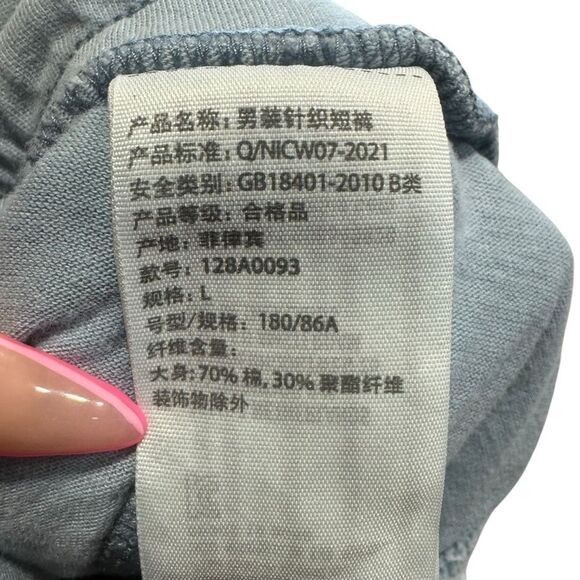 产品名称: 男装针织短裤
产品标准: Q/NICW07-2021
安全类别: GB18401-2010 B类
产品等级: 合格品
产地: 菲律宾
款号: 128A0093
规格: L
号型/规格: 180/86A
纤维含量:
大身: 70% 棉, 30% 聚酯纤维
装饰物除外